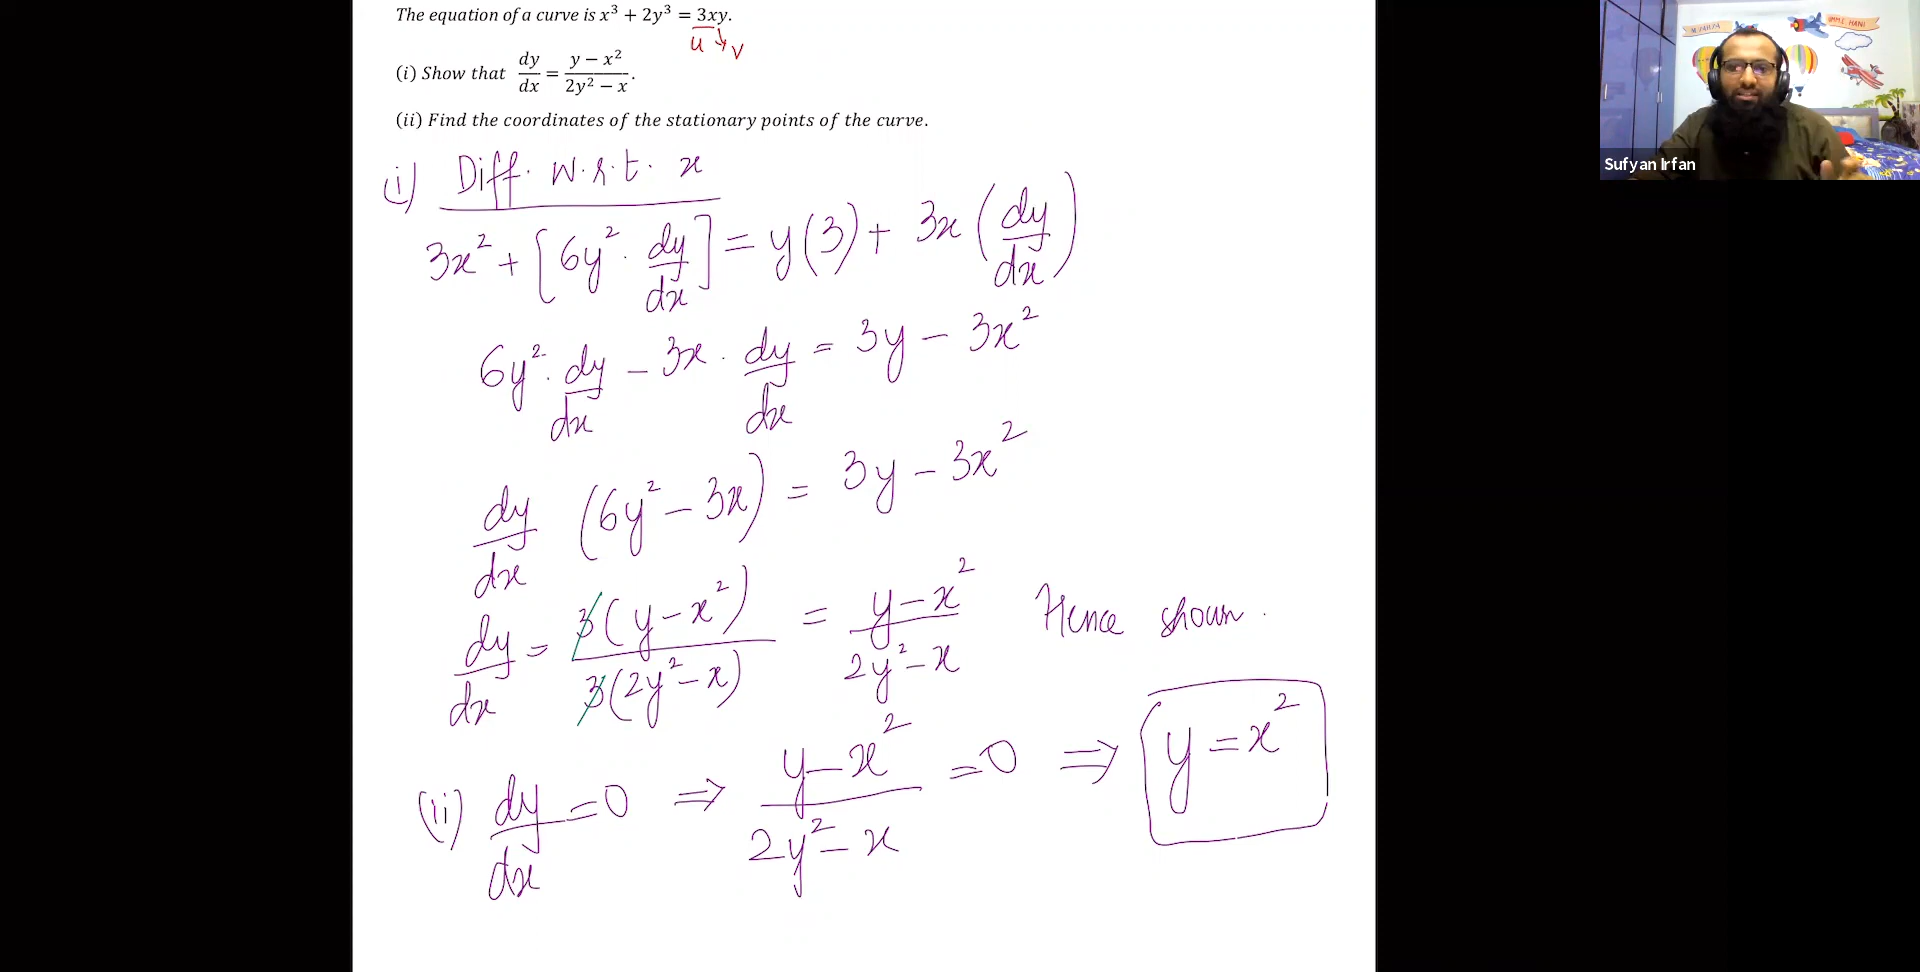 The equation of a curve is x³ + 2y³ = 3xy.
u v
(i) Show that dy/dx = (y − x²)/(2y² − x).
(ii) Find the coordinates of the stationary points of the curve.
(i) Diff. w.r.t. x
3x² + [6y² · dy/dx] = y(3) + 3x (dy/dx)
6y² · dy/dx − 3x · dy/dx = 3y − 3x²
dy/dx (6y² − 3x) = 3y − 3x²
dy/dx = 3(y − x²)/3(2y² − x) = (y − x²)/(2y² − x) Hence shown.
(ii) dy/dx = 0 ⇒ (y − x²)/(2y² − x) = 0 ⇒ y = x²
Sufyan Irfan